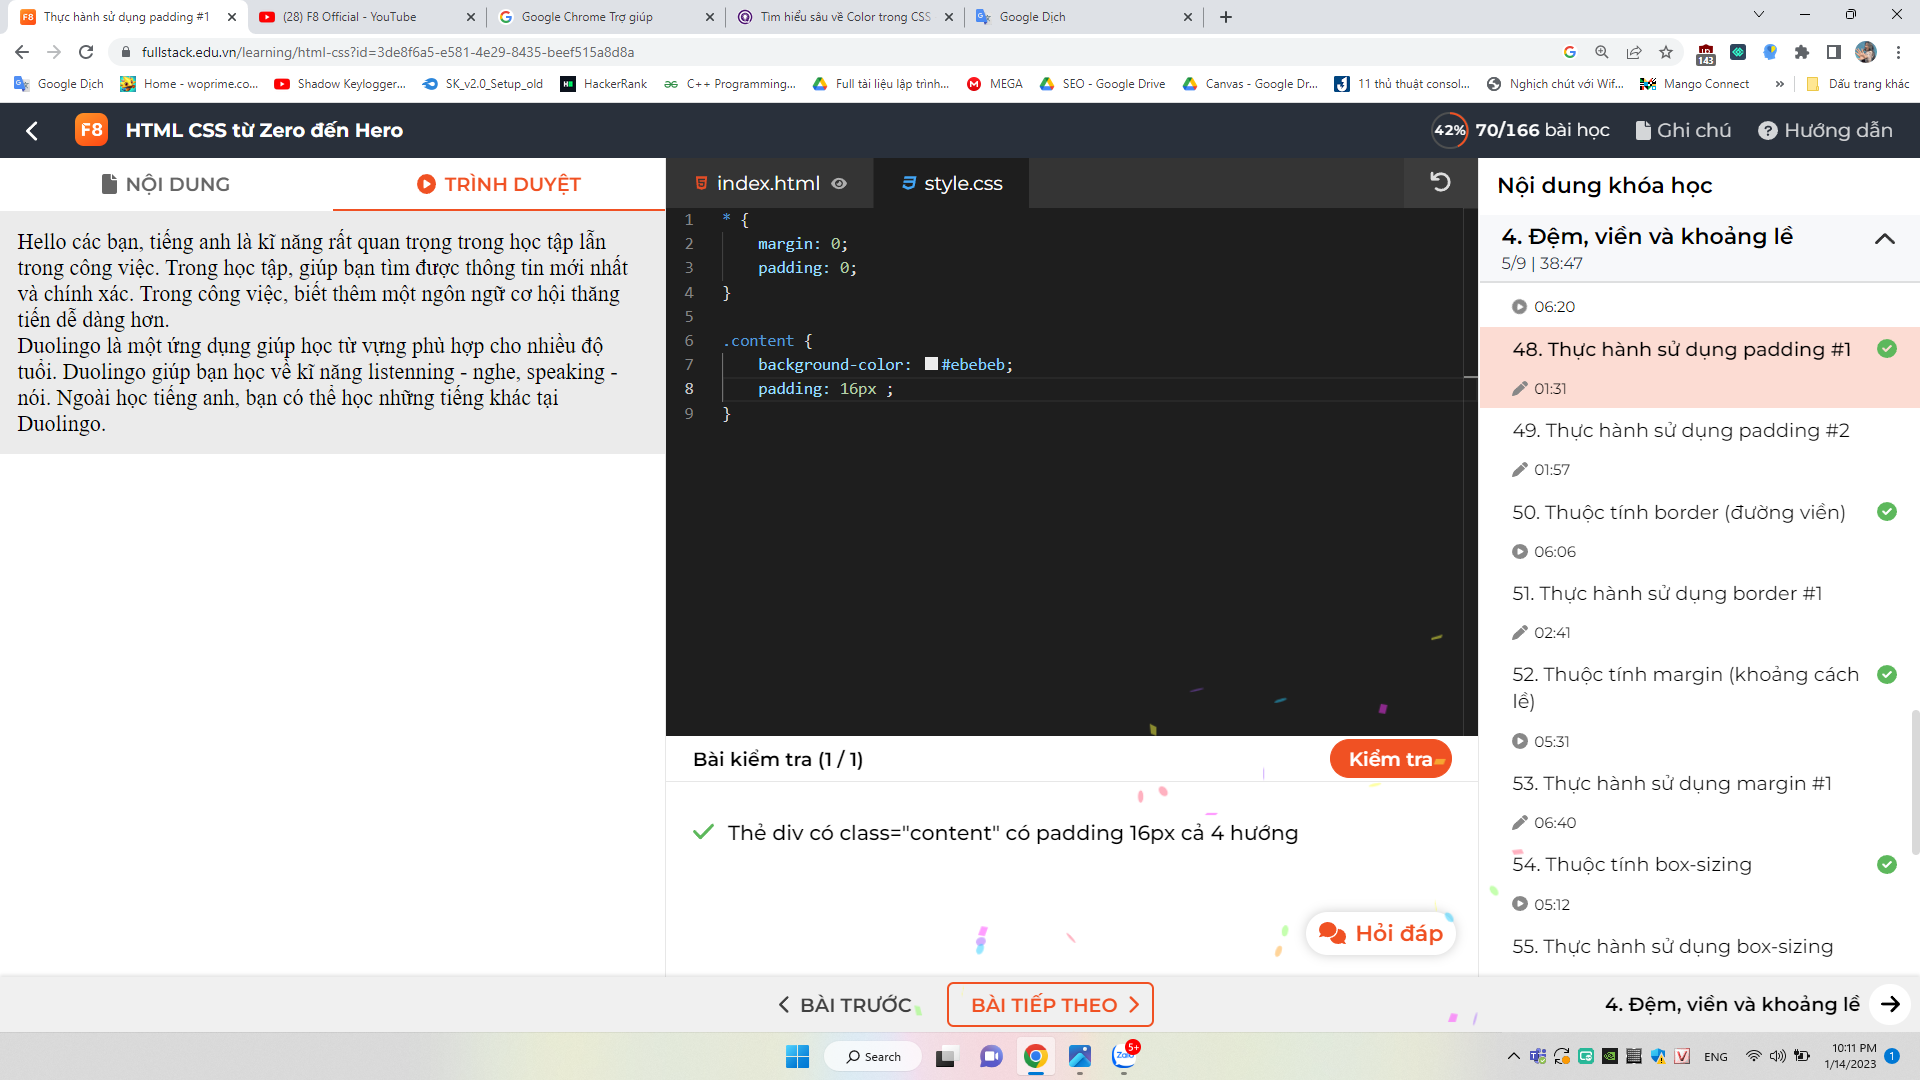 Thực hành sử dụng padding #1
(28) F8 Official - YouTube
Google Chrome Trợ giúp
Tìm hiểu sâu về Color trong CSS
Google Dịch
fullstack.edu.vn/learning/html-css?id=3de8f6a5-e581-4e29-8435-beef515a8d8a
143
Google Dịch
Home - woprime.co...
Shadow Keylogger...
SK_v2.0_Setup_old
HackerRank
C++ Programming...
Full tài liệu lập trình...
MEGA
SEO - Google Drive
Canvas - Google Dr...
11 thủ thuật consol...
Nghịch chút với Wif...
Mango Connect
»
Dấu trang khác
F8
HTML CSS từ Zero đến Hero
42%
70/166 bài học
Ghi chú
Hướng dẫn
NỘI DUNG
TRÌNH DUYỆT
Hello các bạn, tiếng anh là kĩ năng rất quan trọng trong học tập lẫn
trong công việc. Trong học tập, giúp bạn tìm được thông tin mới nhất
và chính xác. Trong công việc, biết thêm một ngôn ngữ cơ hội thăng
tiến dễ dàng hơn.
Duolingo là một ứng dụng giúp học từ vựng phù hợp cho nhiều độ
tuổi. Duolingo giúp bạn học về kĩ năng listenning - nghe, speaking -
nói. Ngoài học tiếng anh, bạn có thể học những tiếng khác tại
Duolingo.
index.html
style.css
1 * {
2 margin: 0;
3 padding: 0;
4 }
5
6 .content {
7 background-color: #ebebeb;
8 padding: 16px ;
9 }
Bài kiểm tra (1 / 1)
Kiểm tra
Thẻ div có class="content" có padding 16px cả 4 hướng
Hỏi đáp
Nội dung khóa học
4. Đệm, viền và khoảng lề
5/9 | 38:47
06:20
48. Thực hành sử dụng padding #1
01:31
49. Thực hành sử dụng padding #2
01:57
50. Thuộc tính border (đường viền)
06:06
51. Thực hành sử dụng border #1
02:41
52. Thuộc tính margin (khoảng cách
lề)
05:31
53. Thực hành sử dụng margin #1
06:40
54. Thuộc tính box-sizing
05:12
55. Thực hành sử dụng box-sizing
BÀI TRƯỚC
BÀI TIẾP THEO
4. Đệm, viền và khoảng lề
Search
Zalo
5+
ENG
10:11 PM
1/14/2023
1